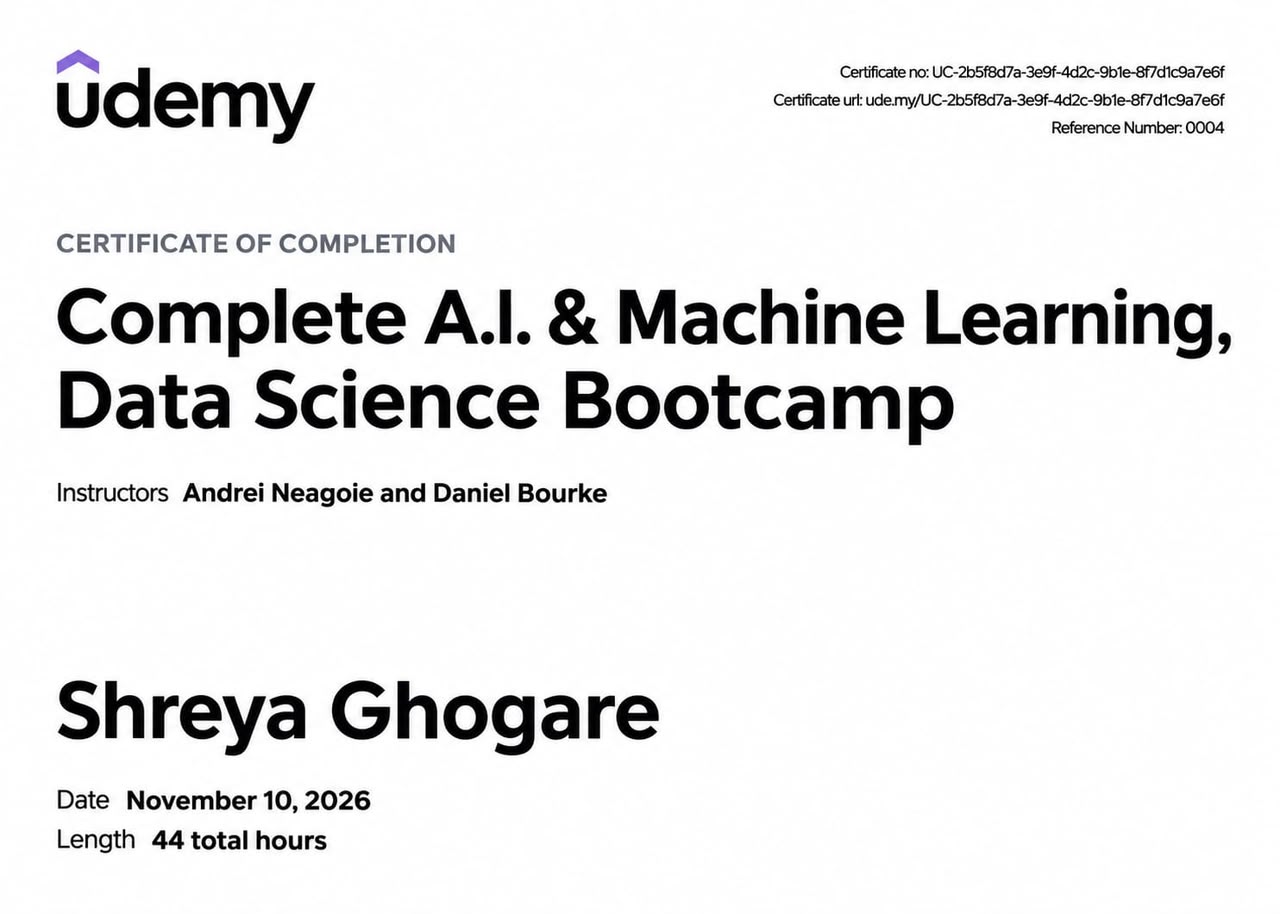 udemy
Certificate no: UC-2b5f8d7a-3e9f-4d2c-9b1e-8f7d1c9a7e6f
Certificate url: ude.my/UC-2b5f8d7a-3e9f-4d2c-9b1e-8f7d1c9a7e6f
Reference Number: 0004
CERTIFICATE OF COMPLETION
Complete A.I. & Machine Learning,
Data Science Bootcamp
Instructors Andrei Neagoie and Daniel Bourke
Shreya Ghogare
Date November 10, 2026
Length 44 total hours